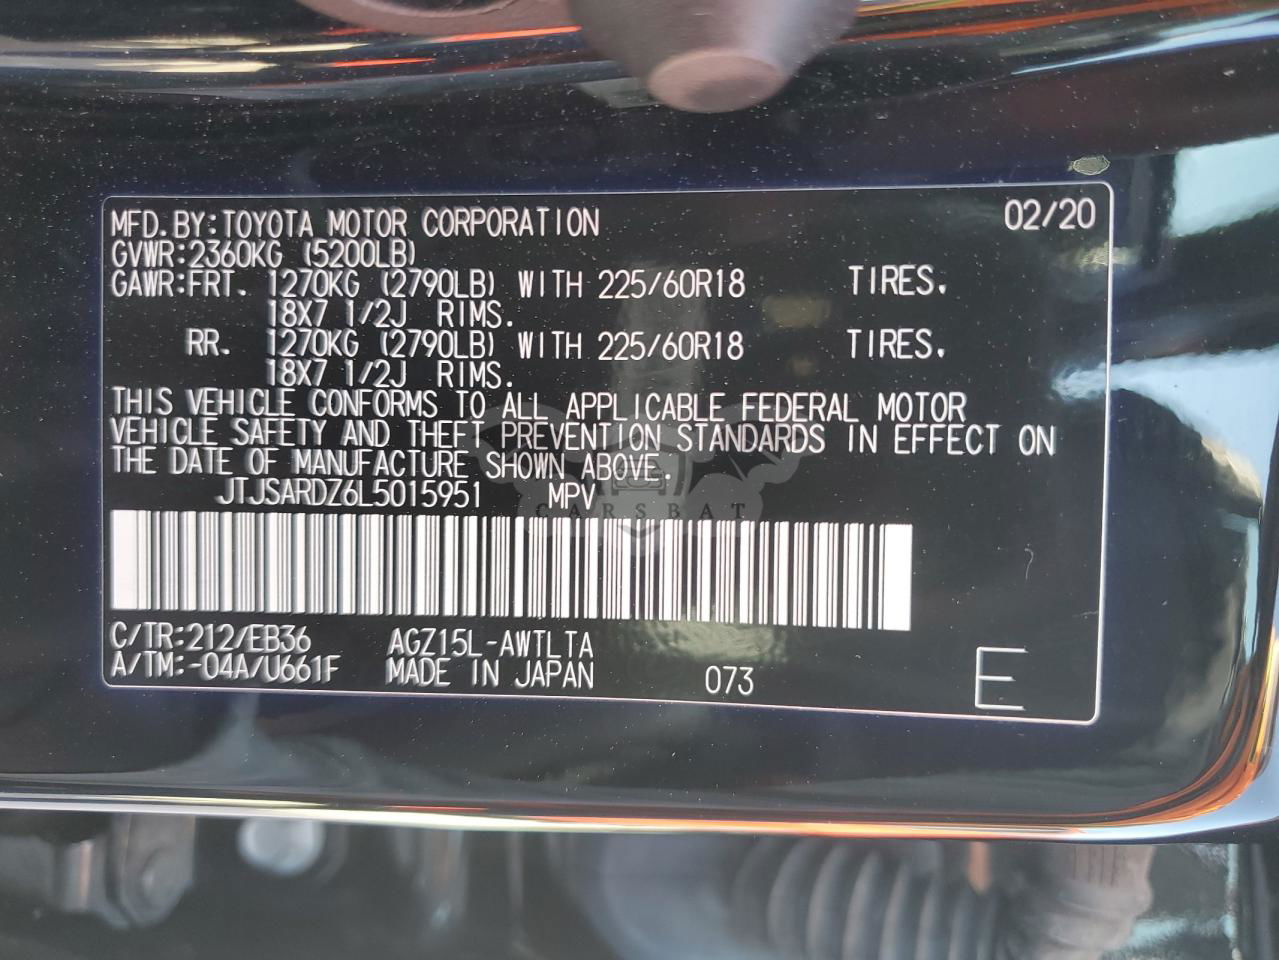 MFD.BY:TOYOTA MOTOR CORPORATION 02/20
GVWR:2360KG (5200LB)
GAWR:FRT. 1270KG (2790LB) WITH 225/60R18 TIRES.
18X7 1/2J RIMS.
RR. 1270KG (2790LB) WITH 225/60R18 TIRES.
18X7 1/2J RIMS.
THIS VEHICLE CONFORMS TO ALL APPLICABLE FEDERAL MOTOR
VEHICLE SAFETY AND THEFT PREVENTION STANDARDS IN EFFECT ON
THE DATE OF MANUFACTURE SHOWN ABOVE.
JTJSARDZ6L5015951 MPV
CARSBAT
C/TR:212/EB36 AGZ15L-AWTLTA
A/TM:-04A/U661F MADE IN JAPAN 073 E